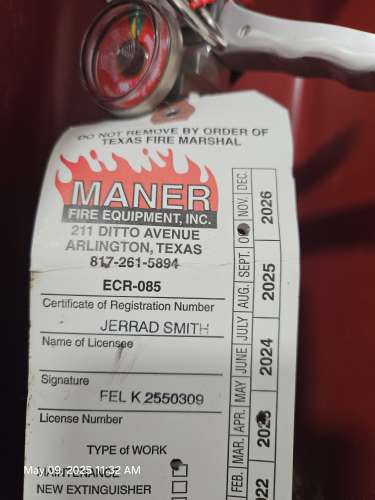 DO NOT REMOVE BY ORDER OF
TEXAS FIRE MARSHAL
MANER
FIRE EQUIPMENT, INC.
211 DITTO AVENUE
ARLINGTON, TEXAS
817-261-5894
ECR-085
Certificate of Registration Number
JERRAD SMITH
Name of Licensee
Signature
FEL K 2550309
License Number
TYPE OF WORK
MAINTENANCE
NEW EXTINGUISHER
FEB. MAR. APR. MAY JUNE JULY AUG. SEPT. NOV. DEC.
2023 2024 2025 2026
May 09, 2025 11:32 AM